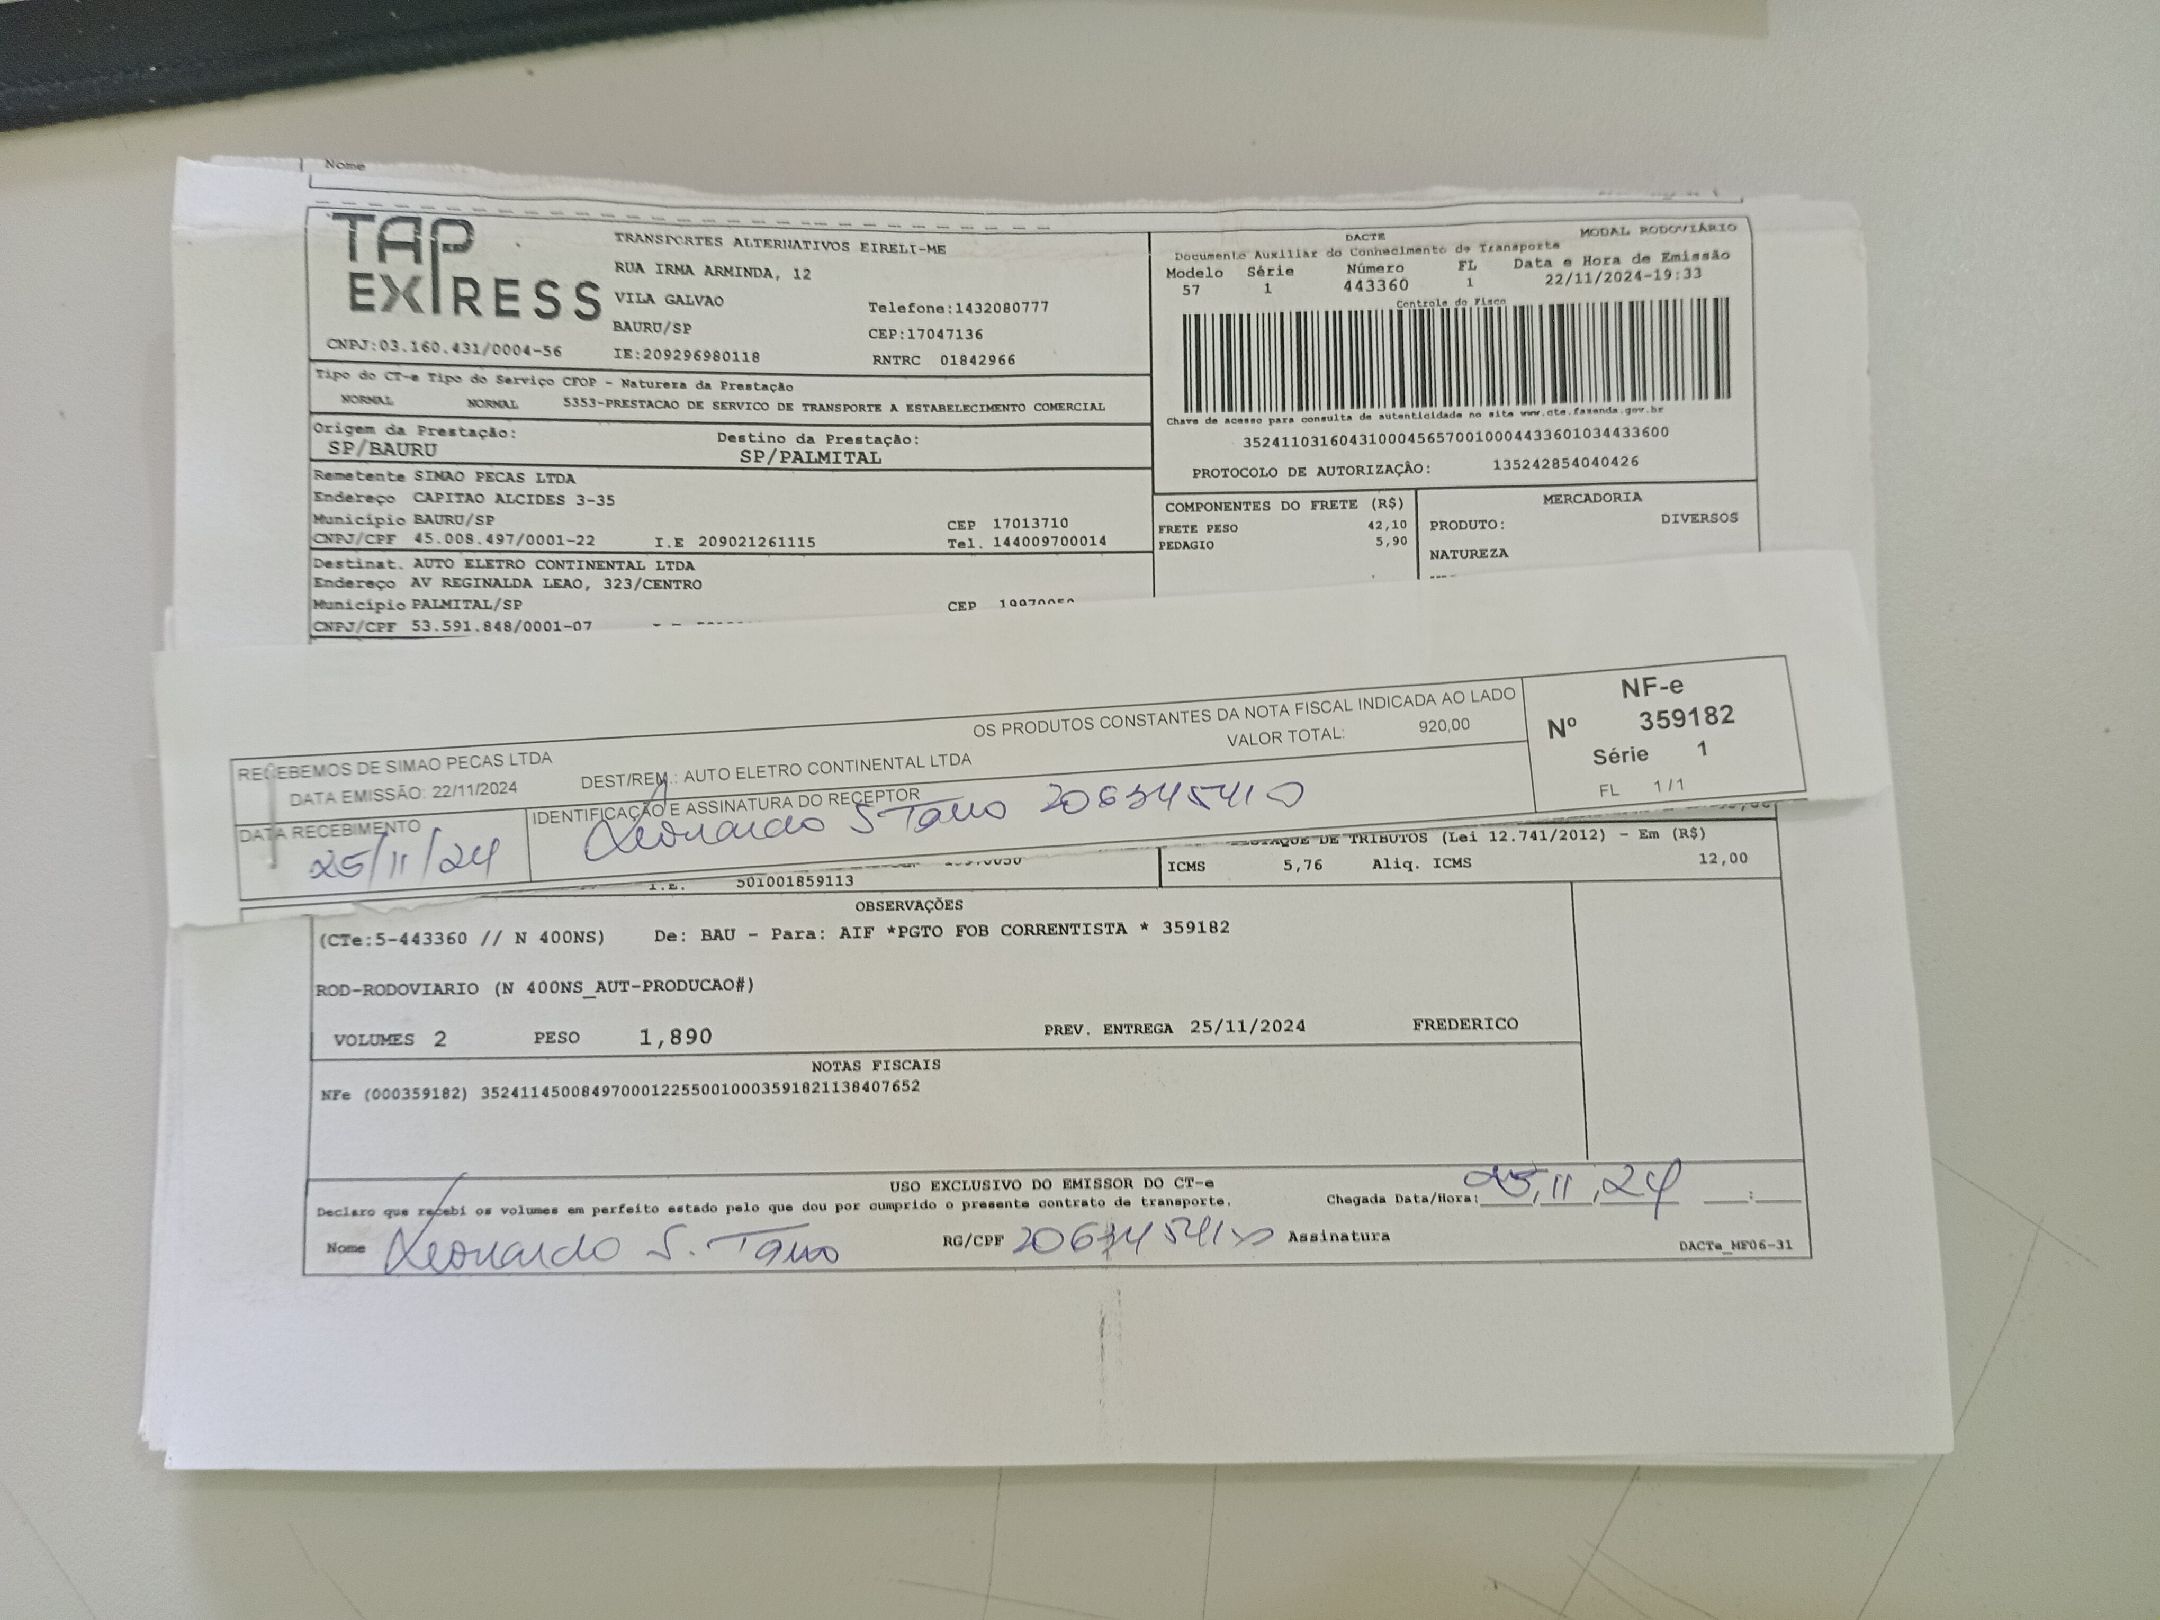 Nome
TAP EXPRESS
TRANSPORTES ALTERNATIVOS EIRELI-ME
RUA IRMA ARMINDA, 12
VILA GALVAO Telefone:1432080777
BAURU/SP CEP:17047136
CNPJ:03.160.431/0004-56 IE:209296980118 RNTRC 01842966
DACTE MODAL RODOVIÁRIO
Documento Auxiliar do Conhecimento de Transporte
Modelo Série Número FL Data e Hora de Emissão
57 1 443360 1 22/11/2024-19:33
Controle do Fisco
Chave de acesso para consulta de autenticidade no site www.cte.fazenda.gov.br
35241103160431000456570010004433601034433600
PROTOCOLO DE AUTORIZAÇÃO: 135242854040426
Tipo do CT-e Tipo do Serviço CFOP - Natureza da Prestação
NORMAL NORMAL 5353-PRESTACAO DE SERVICO DE TRANSPORTE A ESTABELECIMENTO COMERCIAL
Origem da Prestação: Destino da Prestação:
SP/BAURU SP/PALMITAL
Remetente SIMAO PECAS LTDA
Endereço CAPITAO ALCIDES 3-35
Município BAURU/SP CEP 17013710
CNPJ/CPF 45.008.497/0001-22 I.E 209021261115 Tel. 144009700014
COMPONENTES DO FRETE (R$) MERCADORIA
FRETE PESO 42,10 PRODUTO: DIVERSOS
PEDAGIO 5,90 NATUREZA
Destinat. AUTO ELETRO CONTINENTAL LTDA
Endereço AV REGINALDA LEAO, 323/CENTRO
Município PALMITAL/SP CEP
CNPJ/CPF 53.591.848/0001-07
RECEBEMOS DE SIMAO PECAS LTDA OS PRODUTOS CONSTANTES DA NOTA FISCAL INDICADA AO LADO
DATA EMISSÃO: 22/11/2024 DEST/REM.: AUTO ELETRO CONTINENTAL LTDA VALOR TOTAL: 920,00
DATA RECEBIMENTO IDENTIFICAÇÃO E ASSINATURA DO RECEPTOR
25/11/24 Leonardo S
NF-e
Nº 359182
Série 1
FL 1/1
DE TRIBUTOS (Lei 12.741/2012) - Em (R$)
I.E. 501001859113 ICMS 5,76 Aliq. ICMS 12,00
OBSERVAÇÕES
(CTe:5-443360 // N 400NS) De: BAU - Para: AIF *PGTO FOB CORRENTISTA * 359182
ROD-RODOVIARIO (N 400NS_AUT-PRODUCAO#)
VOLUMES 2 PESO 1,890 PREV. ENTREGA 25/11/2024 FREDERICO
NOTAS FISCAIS
NFe (000359182) 35241145008497000122550010003591821138407652
USO EXCLUSIVO DO EMISSOR DO CT-e
Declaro que recebi os volumes em perfeito estado pelo que dou por cumprido o presente contrato de transporte. Chegada Data/Hora: 25/11/24 :
Nome Leonardo S. RG/CPF Assinatura
DACTe_MF06-31